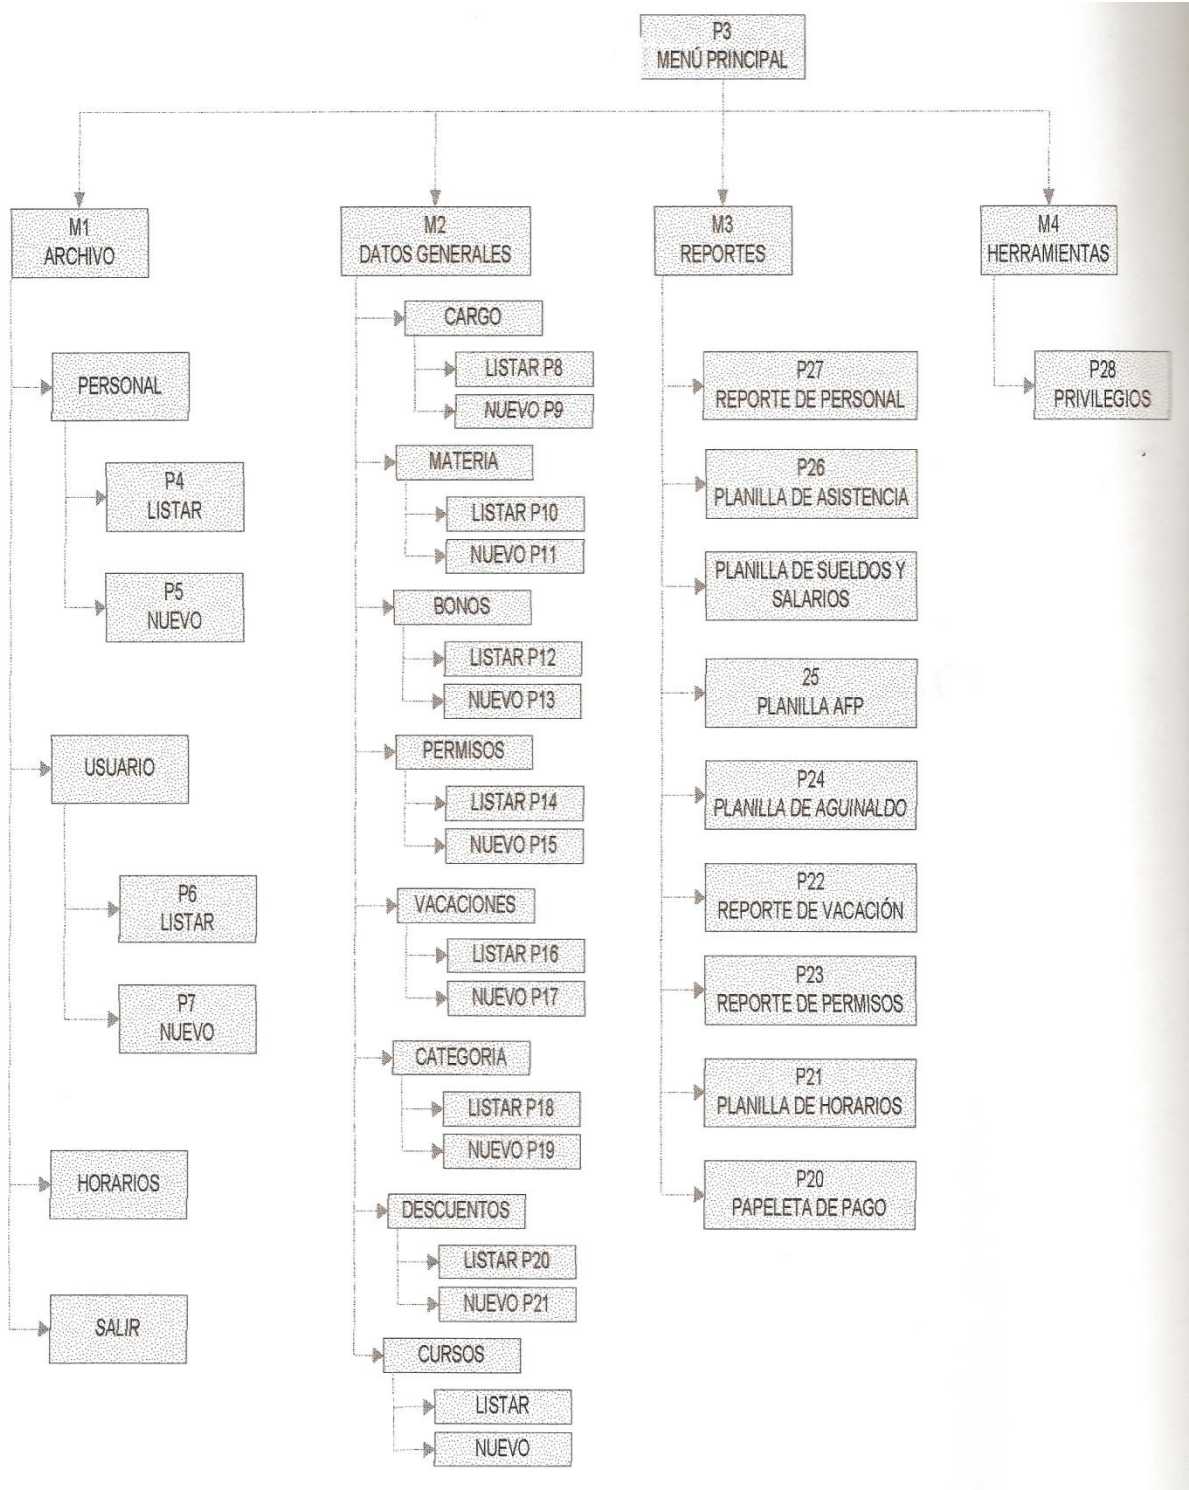 P3
MENÚ PRINCIPAL
M1
ARCHIVO
PERSONAL
P4
LISTAR
P5
NUEVO
USUARIO
P6
LISTAR
P7
NUEVO
HORARIOS
SALIR
M2
DATOS GENERALES
CARGO
LISTAR P8
NUEVO P9
MATERIA
LISTAR P10
NUEVO P11
BONOS
LISTAR P12
NUEVO P13
PERMISOS
LISTAR P14
NUEVO P15
VACACIONES
LISTAR P16
NUEVO P17
CATEGORIA
LISTAR P18
NUEVO P19
DESCUENTOS
LISTAR P20
NUEVO P21
CURSOS
LISTAR
NUEVO
M3
REPORTES
P27
REPORTE DE PERSONAL
P26
PLANILLA DE ASISTENCIA
PLANILLA DE SUELDOS Y
SALARIOS
25
PLANILLA AFP
P24
PLANILLA DE AGUINALDO
P22
REPORTE DE VACACIÓN
P23
REPORTE DE PERMISOS
P21
PLANILLA DE HORARIOS
P20
PAPELETA DE PAGO
M4
HERRAMIENTAS
P28
PRIVILEGIOS